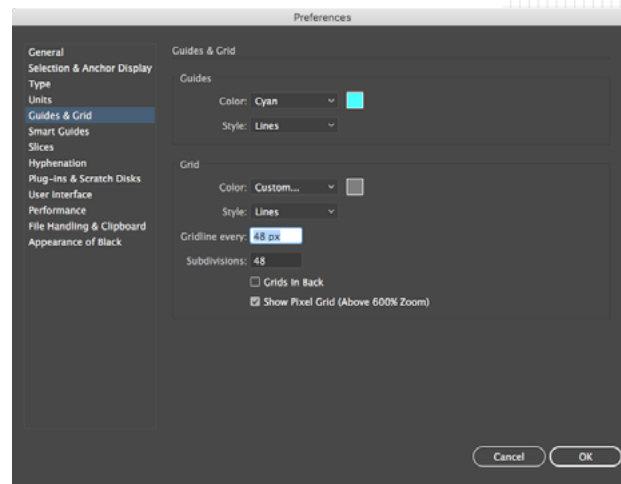 Preferences
General
Selection & Anchor Display
Type
Units
Guides & Grid
Smart Guides
Slices
Hyphenation
Plug-ins & Scratch Disks
User Interface
Performance
File Handling & Clipboard
Appearance of Black
Guides & Grid
Guides
Color: Cyan
Style: Lines
Grid
Color: Custom...
Style: Lines
Gridline every: 48 px
Subdivisions: 48
Grids In Back
Show Pixel Grid (Above 600% Zoom)
Cancel
OK